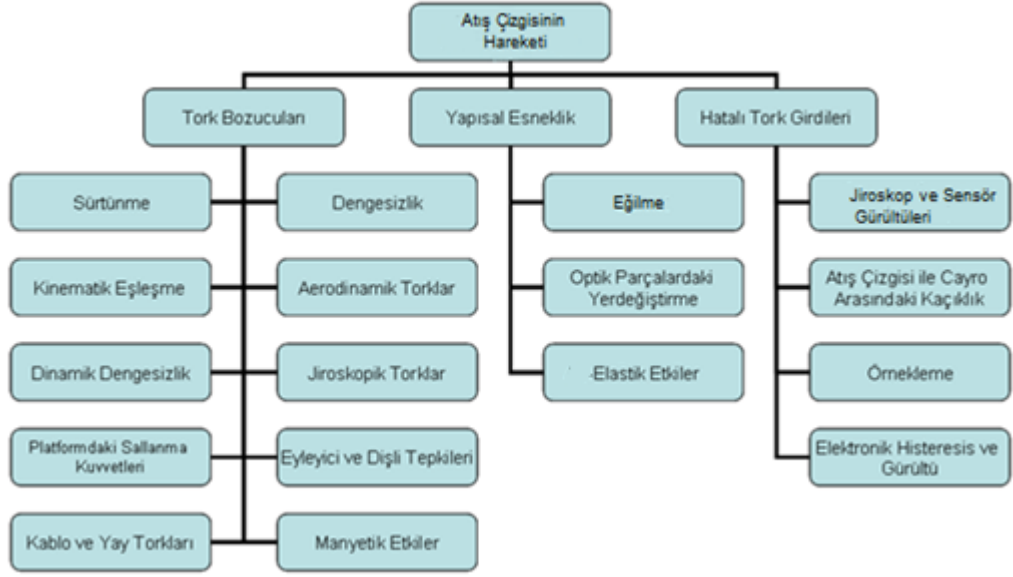 Atış Çizgisinin
Hareketi
Tork Bozucuları
Yapısal Esneklik
Hatalı Tork Girdileri
Sürtünme
Dengesizlik
Eğilme
Jiroskop ve Sensör
Gürültüleri
Kinematik Eşleşme
Aerodinamik Torklar
Optik Parçalardaki
Yerdeğiştirme
Atış Çizgisi ile Cayro
Arasındaki Kaçıklık
Dinamik Dengesizlik
Jiroskopik Torklar
Elastik Etkiler
Örnekleme
Platformdaki Sallanma
Kuvvetleri
Eyleyici ve Dişli Tepkileri
Elektronik Histeresis ve
Gürültü
Kablo ve Yay Torkları
Manyetik Etkiler